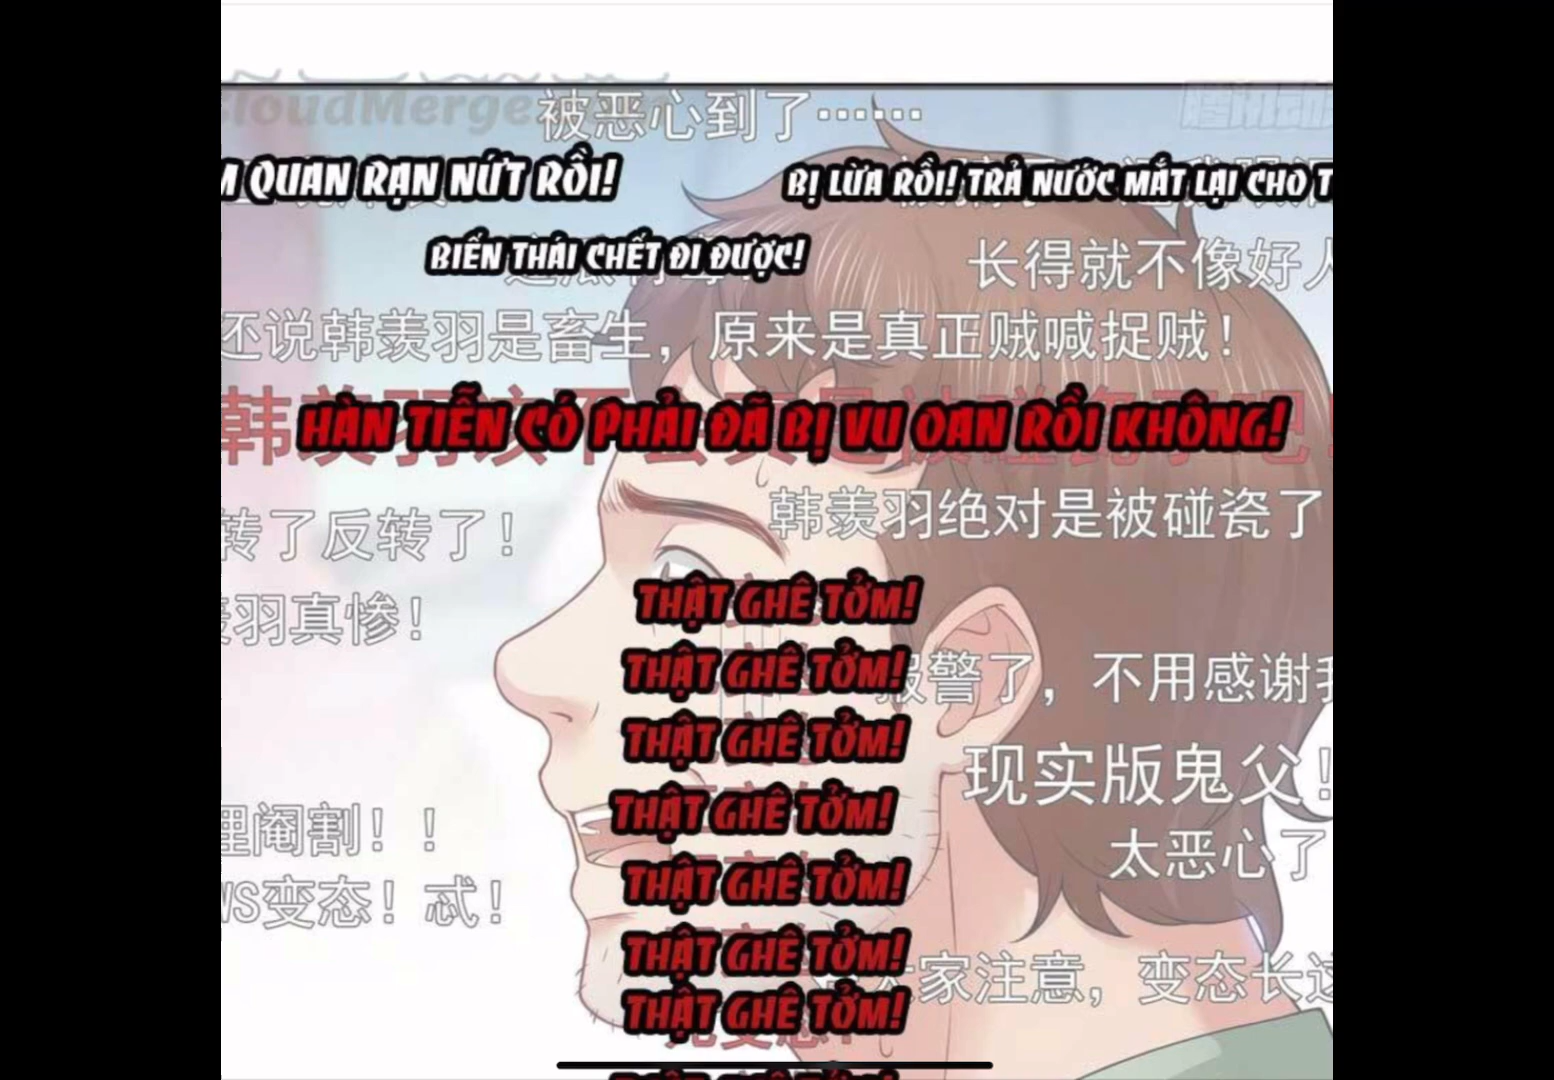 CloudMerge
被恶心到了……
M QUAN RẠN NỨT RỒI!
BỊ LỪA RỒI! TRẢ NƯỚC MẮT LẠI CHO T
BIẾN THÁI CHẾT ĐI ĐƯỢC!
长得就不像好人
还说韩羡羽是畜生，原来是真正贼喊捉贼！
HÀN TIỄN CÓ PHẢI ĐÃ BỊ VU OAN RỒI KHÔNG!
韩羡羽绝对是被碰瓷了
转了反转了！
THẬT GHÊ TỞM!
羽真惨！
THẬT GHÊ TỞM!
报警了，不用感谢我
THẬT GHÊ TỞM!
现实版鬼父！
THẬT GHÊ TỞM!
阉割！！
太恶心了
THẬT GHÊ TỞM!
WS变态！忒！
THẬT GHÊ TỞM!
大家注意，变态长这
THẬT GHÊ TỞM!